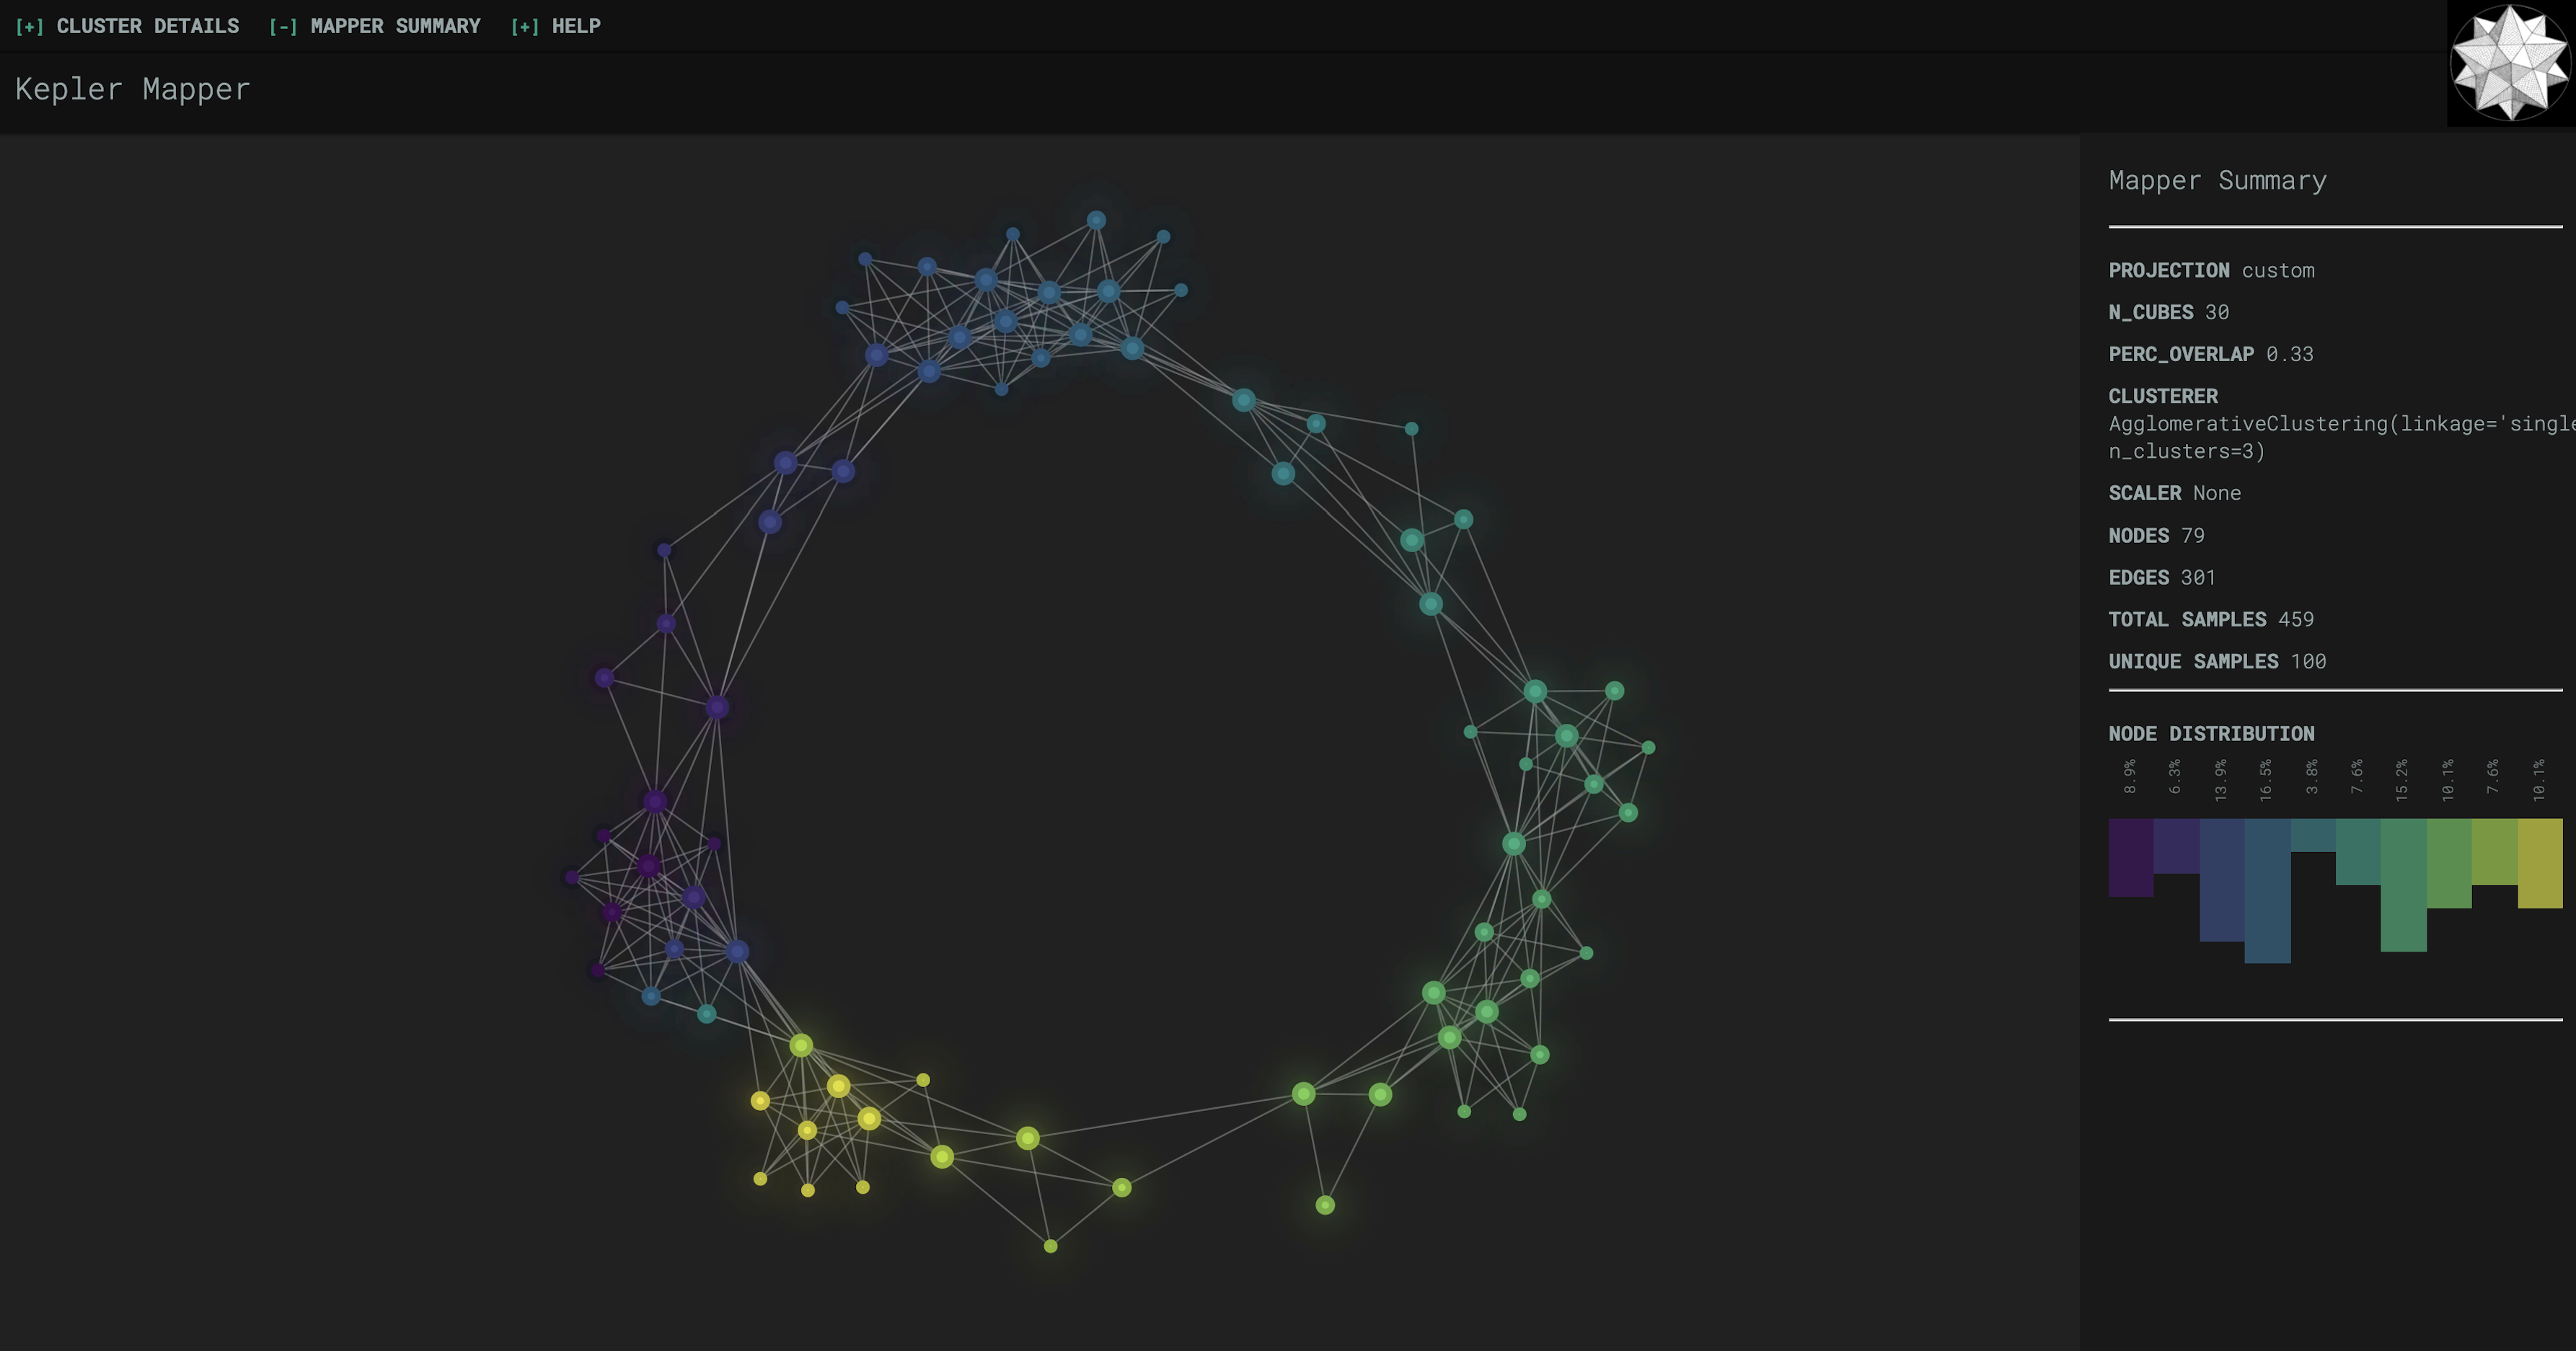 [+] CLUSTER DETAILS [-] MAPPER SUMMARY [+] HELP
Kepler Mapper
Mapper Summary
PROJECTION custom
N_CUBES 30
PERC_OVERLAP 0.33
CLUSTERER
AgglomerativeClustering(linkage='single
n_clusters=3)
SCALER None
NODES 79
EDGES 301
TOTAL SAMPLES 459
UNIQUE SAMPLES 100
NODE DISTRIBUTION
8.9% 6.3% 13.9% 16.5% 3.8% 7.6% 15.2% 10.1% 7.6% 10.1%